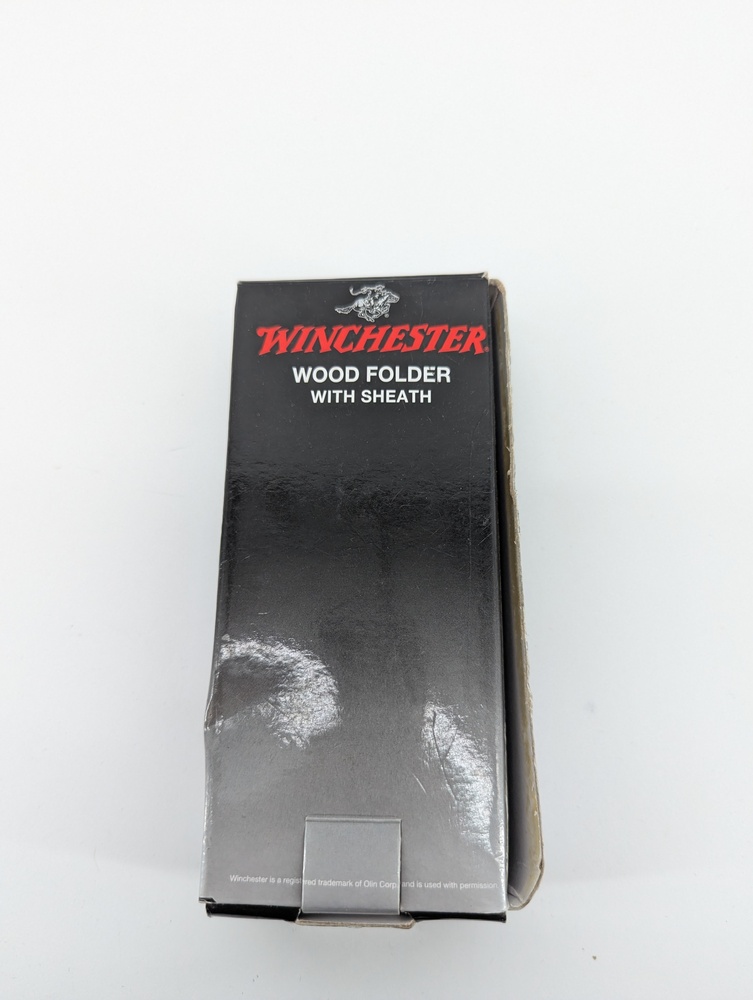 WINCHESTER®
WOOD FOLDER
WITH SHEATH
Winchester is a registered trademark of Olin Corp. and is used with permission.